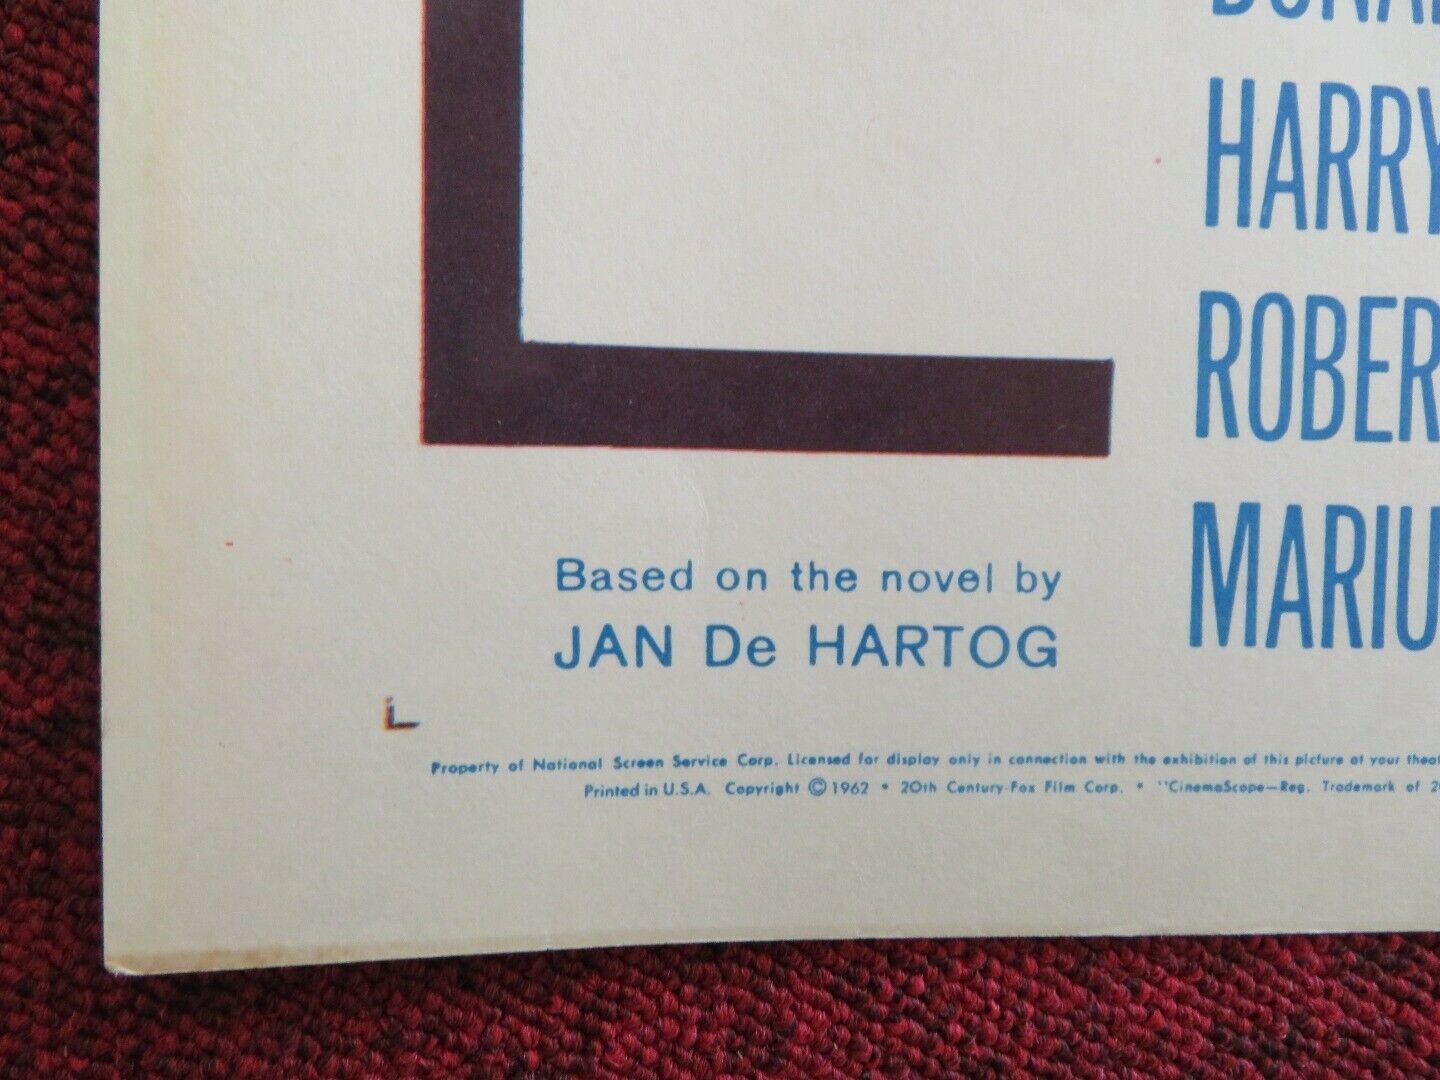 HARRY
ROBER
MARIU
Based on the novel by
JAN De HARTOG
Property of National Screen Service Corp. Licensed for display only in connection with the exhibition of this picture at your theat
Printed in U.S.A. Copyright © 1962 * 20th Century-Fox Film Corp. * "CinemaScope—Reg. Trademark of 2